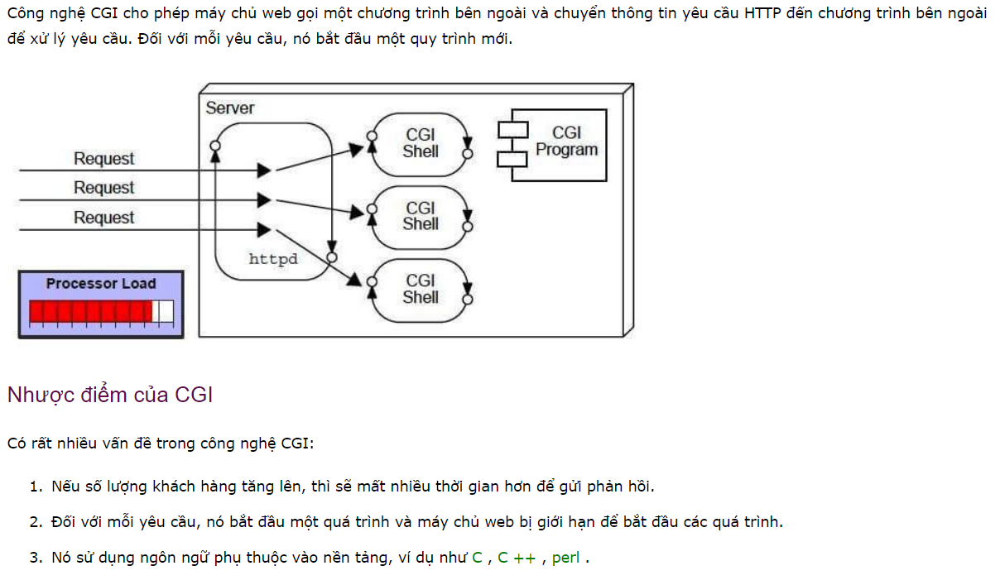 Công nghệ CGI cho phép máy chủ web gọi một chương trình bên ngoài và chuyển thông tin yêu cầu HTTP đến chương trình bên ngoài
để xử lý yêu cầu. Đối với mỗi yêu cầu, nó bắt đầu một quy trình mới.
Server
CGI
Shell
CGI
Program
Request
Request
Request
CGI
Shell
httpd
CGI
Shell
Processor Load
Nhược điểm của CGI
Có rất nhiều vấn đề trong công nghệ CGI:
1. Nếu số lượng khách hàng tăng lên, thì sẽ mất nhiều thời gian hơn để gửi phản hồi.
2. Đối với mỗi yêu cầu, nó bắt đầu một quá trình và máy chủ web bị giới hạn để bắt đầu các quá trình.
3. Nó sử dụng ngôn ngữ phụ thuộc vào nền tảng, ví dụ như C , C ++ , perl .